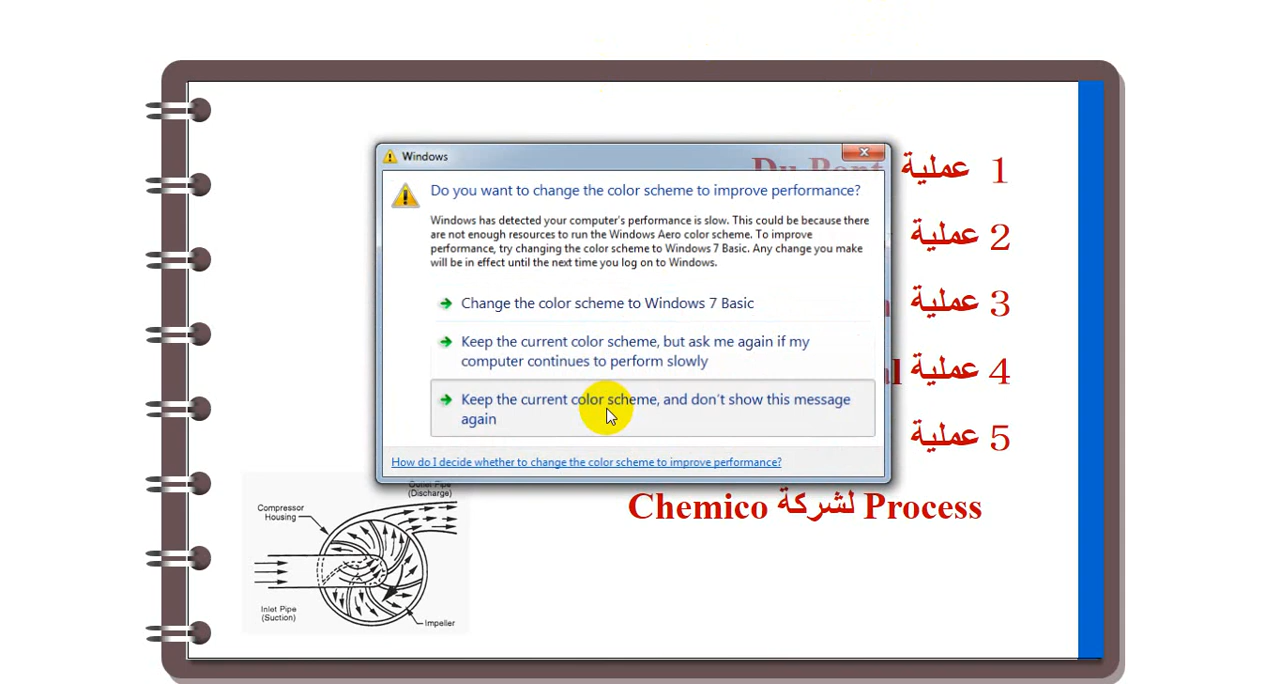 Windows
Do you want to change the color scheme to improve performance?
Windows has detected your computer's performance is slow. This could be because there
are not enough resources to run the Windows Aero color scheme. To improve
performance, try changing the color scheme to Windows 7 Basic. Any change you make
will be in effect until the next time you log on to Windows.
Change the color scheme to Windows 7 Basic
Keep the current color scheme, but ask me again if my
computer continues to perform slowly
Keep the current color scheme, and don't show this message
again
How do I decide whether to change the color scheme to improve performance?
1 عملية Du Pont
2 عملية
3 عملية
4 عملية
5 عملية
Process لشركة Chemico
Outlet Pipe
(Discharge)
Compressor
Housing
Inlet Pipe
(Suction)
Impeller